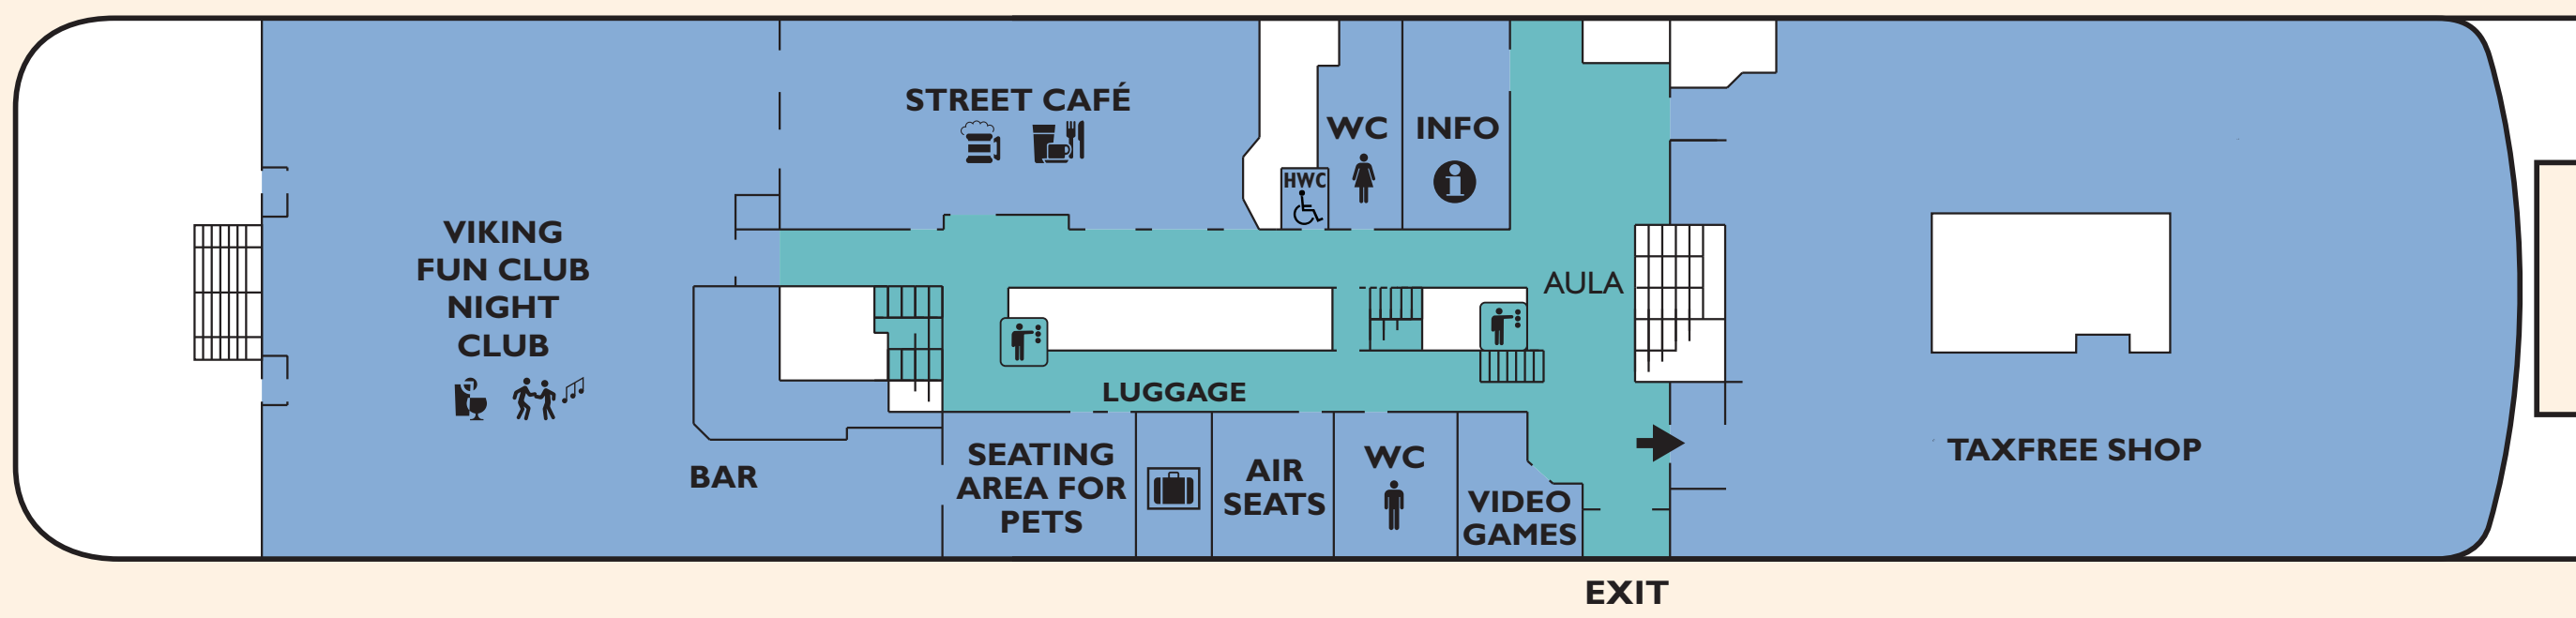 STREET CAFÉ
WC
INFO
HWC
VIKING
FUN CLUB
NIGHT
CLUB
AULA
LUGGAGE
BAR
SEATING
AREA FOR
PETS
AIR
SEATS
WC
VIDEO
GAMES
TAXFREE SHOP
EXIT